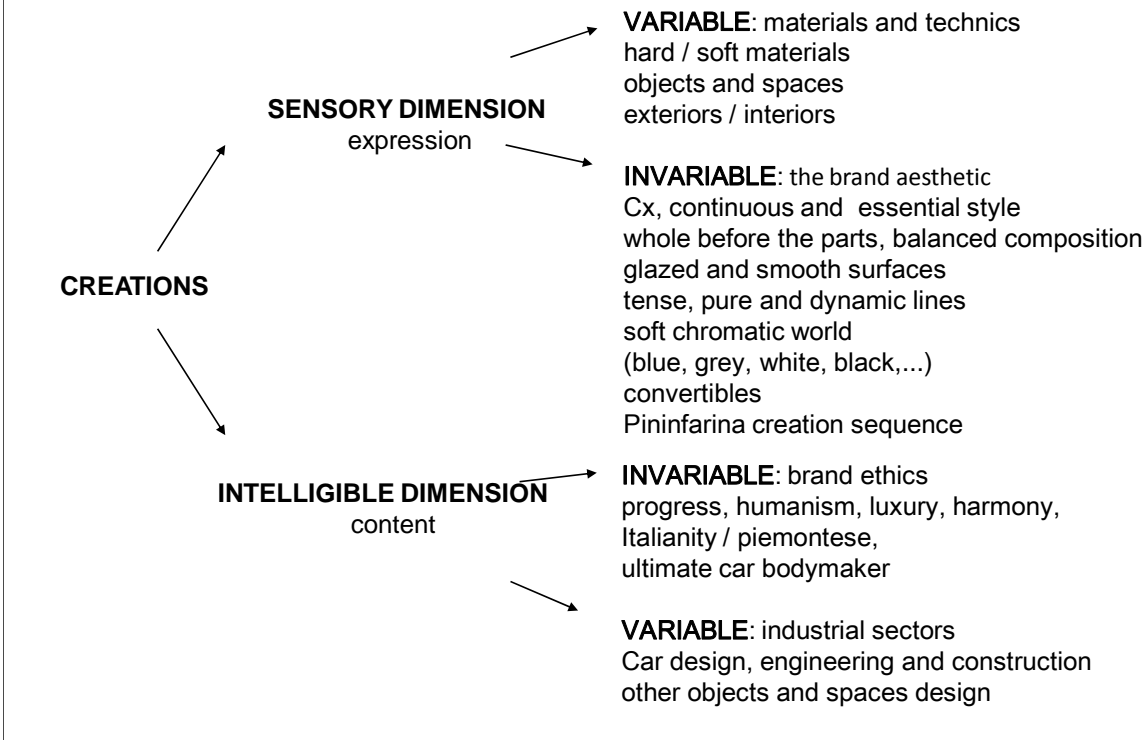 VARIABLE: materials and technics
hard / soft materials
objects and spaces
exteriors / interiors
SENSORY DIMENSION
expression
INVARIABLE: the brand aesthetic
Cx, continuous and essential style
whole before the parts, balanced composition
glazed and smooth surfaces
tense, pure and dynamic lines
soft chromatic world
(blue, grey, white, black,...)
convertibles
Pininfarina creation sequence
CREATIONS
INTELLIGIBLE DIMENSION
content
INVARIABLE: brand ethics
progress, humanism, luxury, harmony,
Italianity / piemontese,
ultimate car bodymaker
VARIABLE: industrial sectors
Car design, engineering and construction
other objects and spaces design